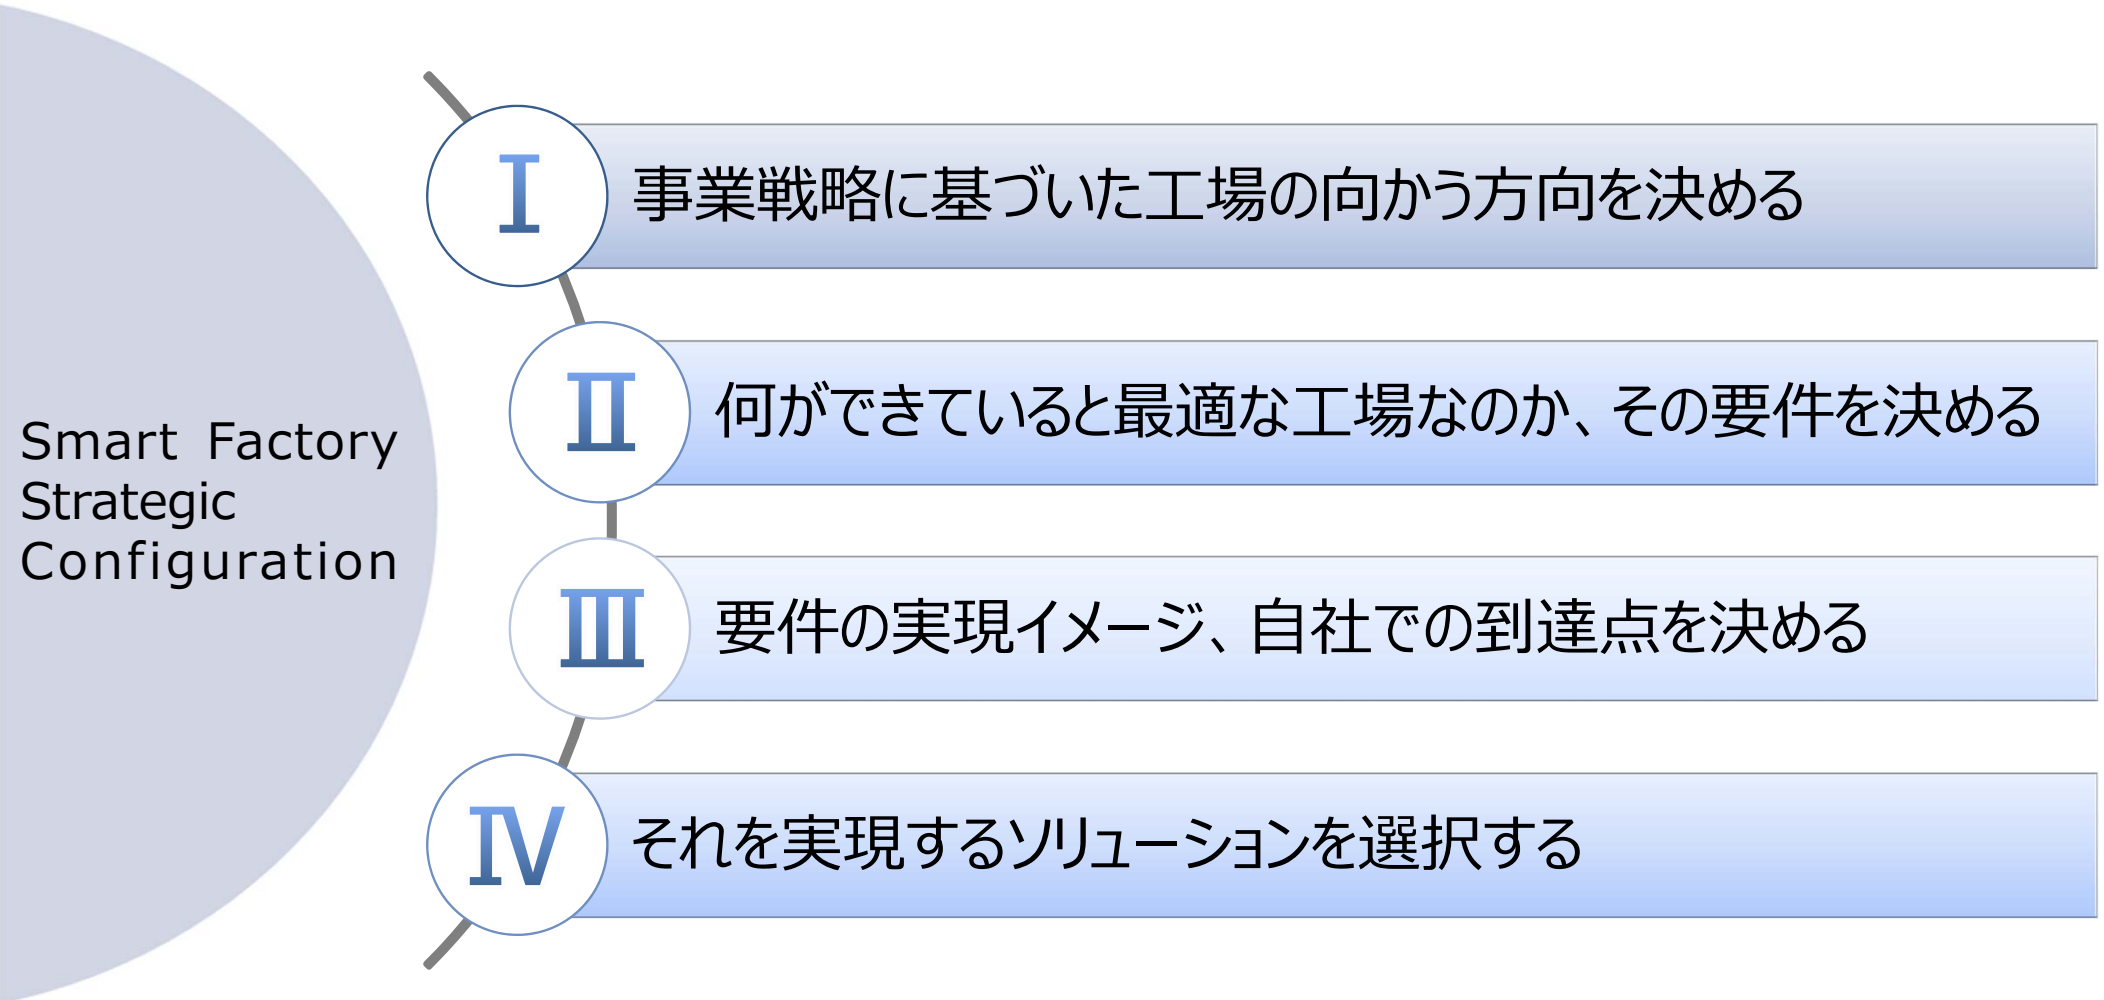 Smart Factory
Strategic
Configuration
Ⅰ
事業戦略に基づいた工場の向かう方向を決める
Ⅱ
何ができていると最適な工場なのか、その要件を決める
Ⅲ
要件の実現イメージ、自社での到達点を決める
Ⅳ
それを実現するソリューションを選択する